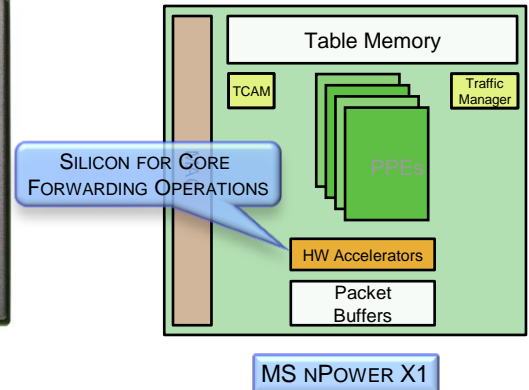 Table Memory
TCAM
Traffic
Manager
PPEs
SILICON FOR CORE
FORWARDING OPERATIONS
HW Accelerators
Packet
Buffers
MS NPOWER X1